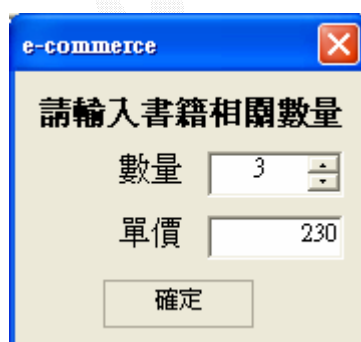 e-commerce
請輸入書籍相關數量
數量 3
單價 230
確定